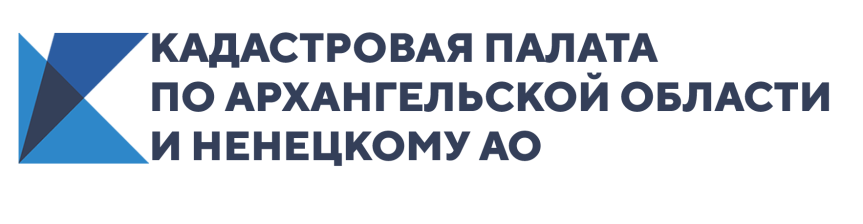 КАДАСТРОВАЯ ПАЛАТА
ПО АРХАНГЕЛЬСКОЙ ОБЛАСТИ
И НЕНЕЦКОМУ АО